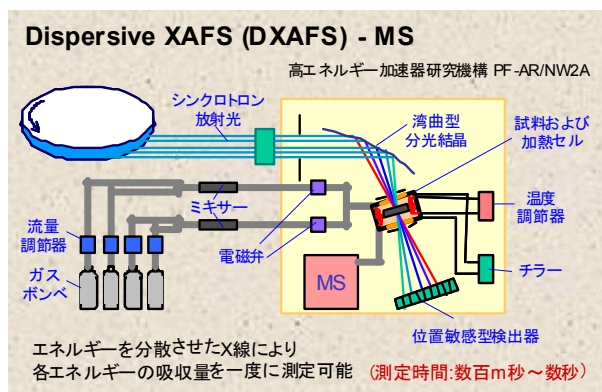 Dispersive XAFS (DXAFS) - MS
高エネルギー加速器研究機構 PF-AR/NW2A
シンクロトロン
放射光
湾曲型
分光結晶
試料および
加熱セル
ミキサー
温度
調節器
流量
調節器
電磁弁
ガス
ボンベ
MS
チラー
位置敏感型検出器
エネルギーを分散させたX線により
各エネルギーの吸収量を一度に測定可能 (測定時間:数百m秒～数秒)